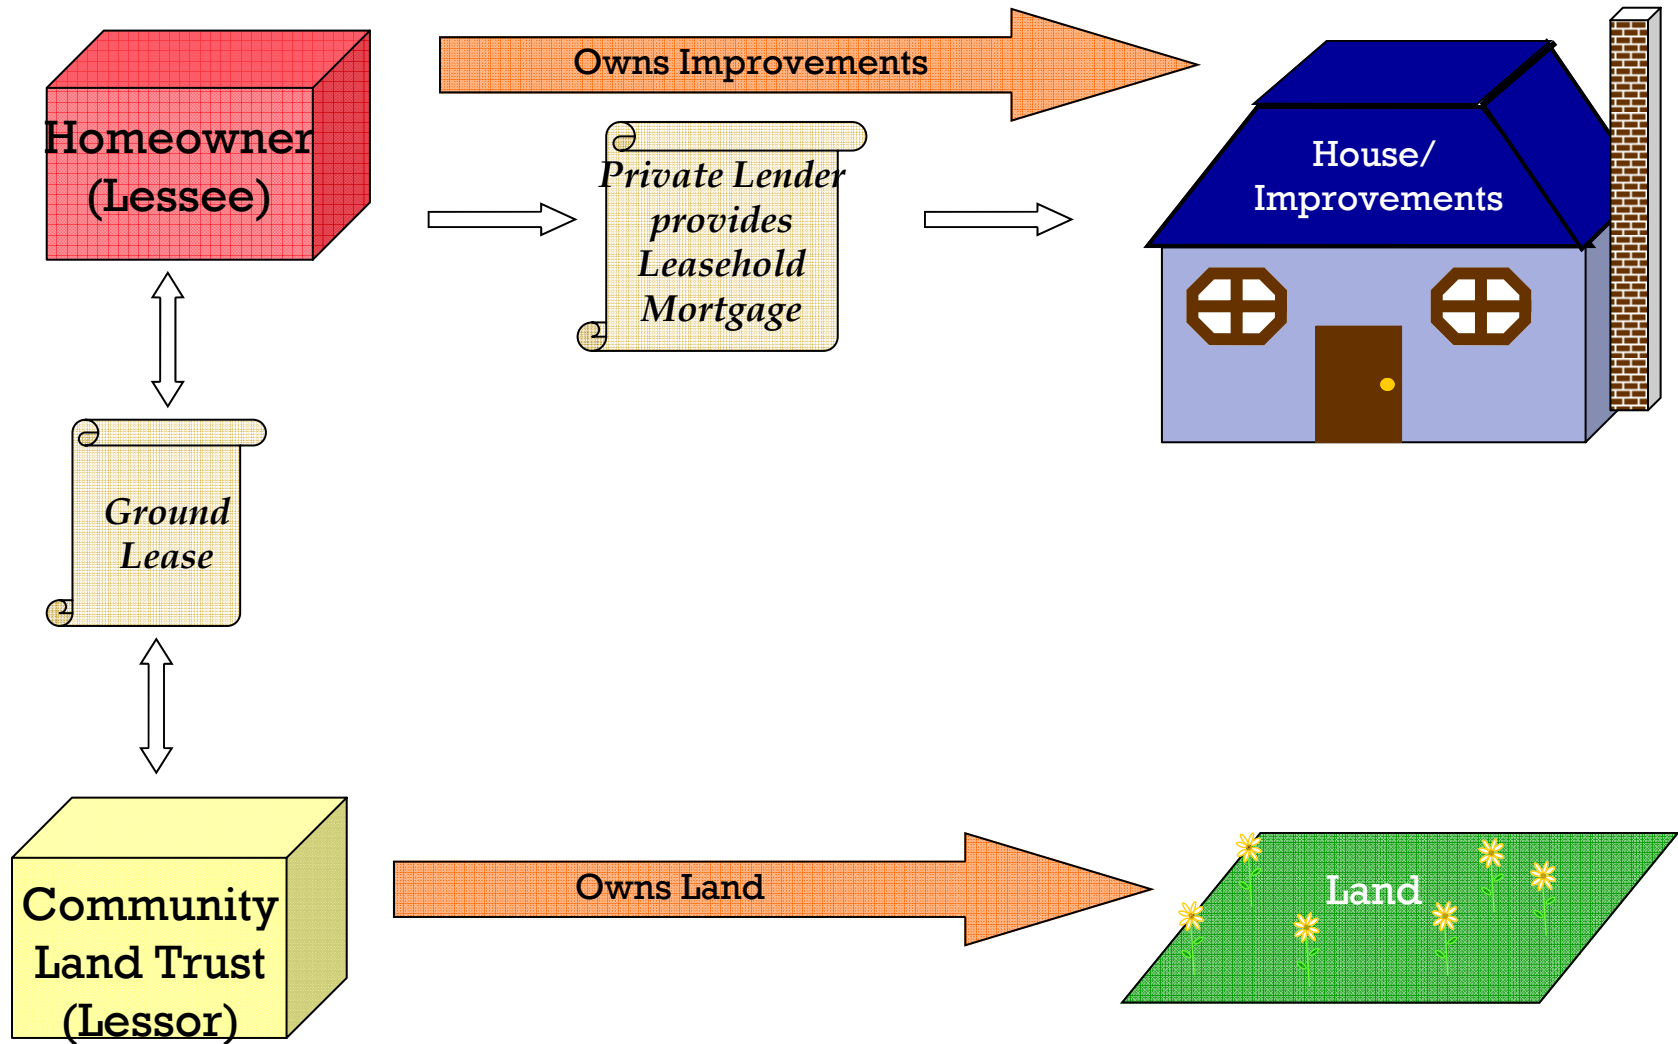 Owns Improvements
Homeowner
(Lessee)
Private Lender
provides
Leasehold
Mortgage
House/
Improvements
Ground
Lease
Community
Land Trust
(Lessor)
Owns Land
Land